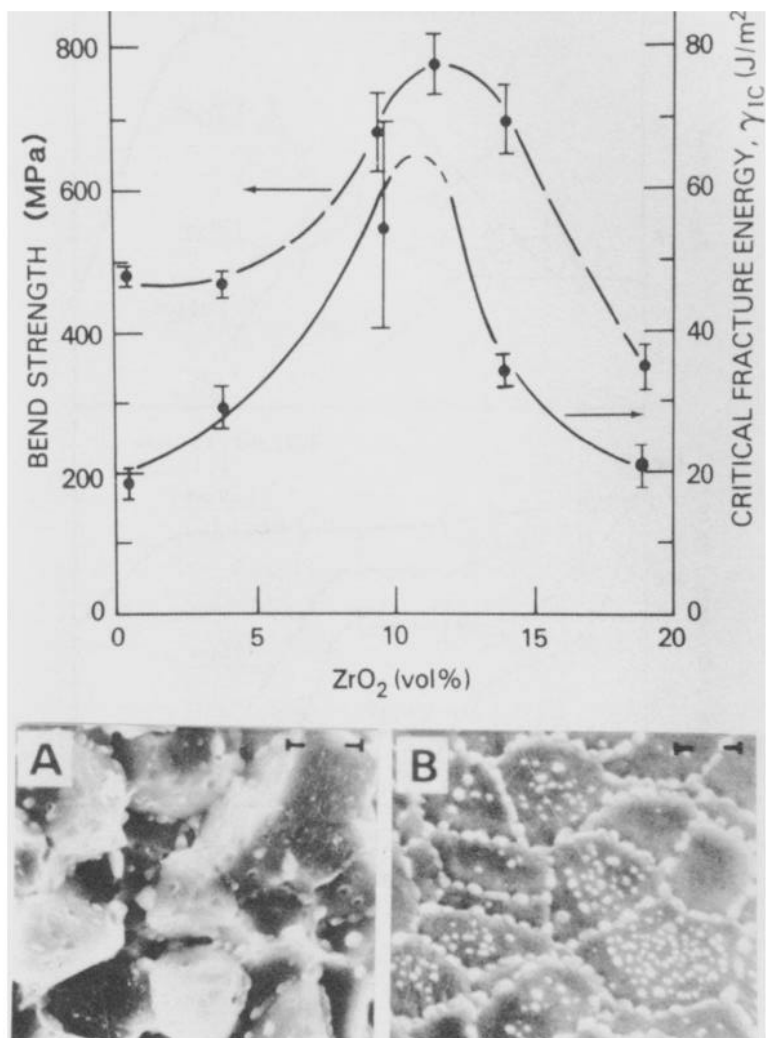 800
600
400
200
0
BEND STRENGTH (MPa)
80
60
40
20
0
CRITICAL FRACTURE ENERGY, γIC (J/m²
0 5 10 15 20
ZrO₂ (vol%)
A
B